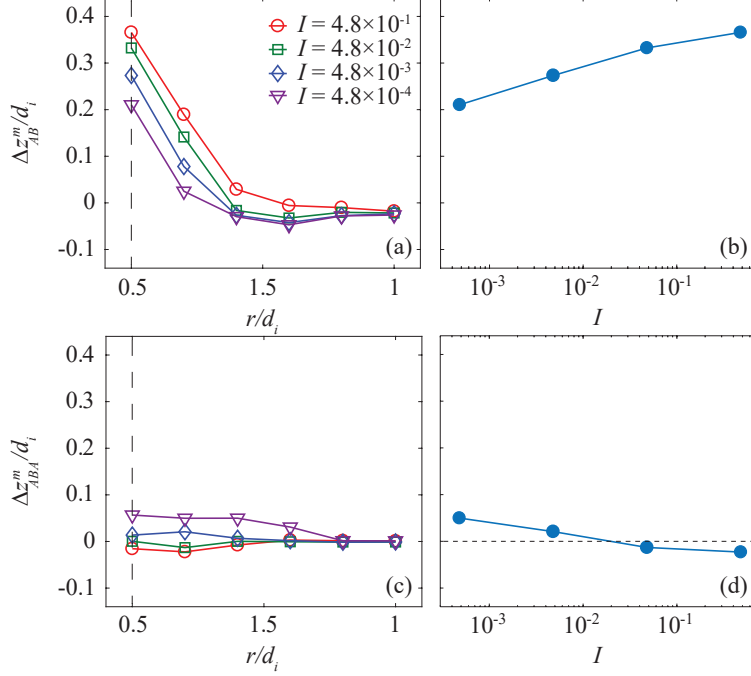 0.4
0.3
0.2
0.1
0
-0.1
Δz^m_AB/d_i
I = 4.8×10^-1
I = 4.8×10^-2
I = 4.8×10^-3
I = 4.8×10^-4
(a)
0.5
1.5
1
r/d_i
(b)
10^-3
10^-2
10^-1
I
0.4
0.3
0.2
0.1
0
-0.1
Δz^m_ABA/d_i
(c)
0.5
1.5
1
r/d_i
(d)
10^-3
10^-2
10^-1
I